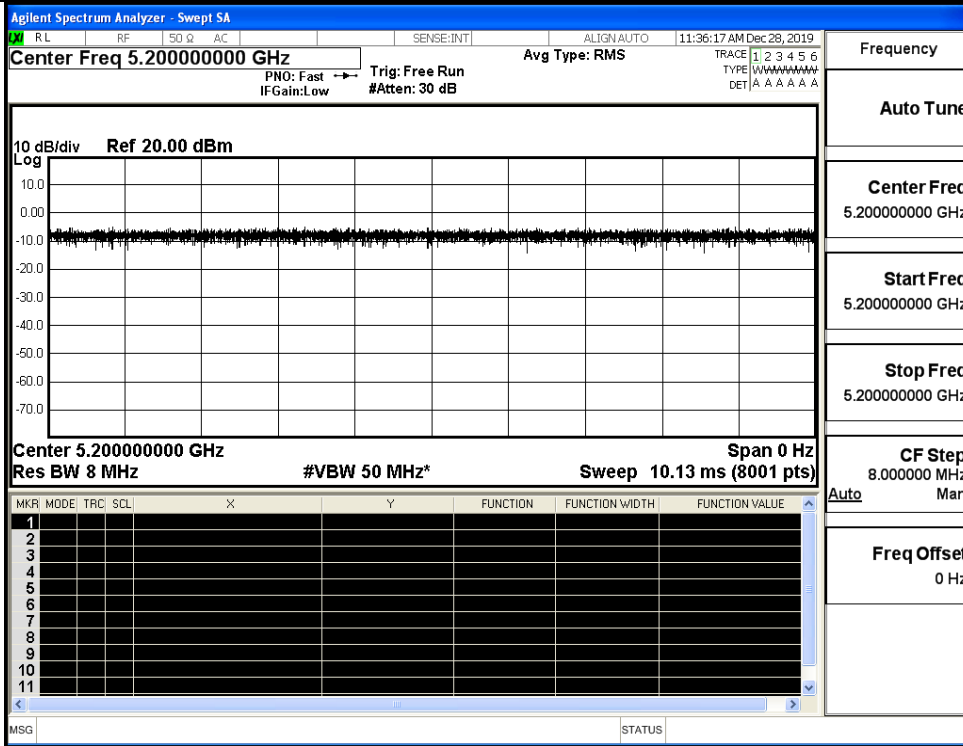 Agilent Spectrum Analyzer - Swept SA
LXI RL RF 50 Ω AC SENSE:INT ALIGN AUTO 11:36:17 AM Dec 28, 2019
Center Freq 5.200000000 GHz
PNO: Fast
IFGain:Low
Trig: Free Run
#Atten: 30 dB
Avg Type: RMS
TRACE 1 2 3 4 5 6
TYPE WWWWWW
DET A A A A A A
10 dB/div Ref 20.00 dBm
Log
10.0
0.00
-10.0
-20.0
-30.0
-40.0
-50.0
-60.0
-70.0
Center 5.200000000 GHz Span 0 Hz
Res BW 8 MHz #VBW 50 MHz* Sweep 10.13 ms (8001 pts)
MKR MODE TRC SCL X Y FUNCTION FUNCTION WIDTH FUNCTION VALUE
1
2
3
4
5
6
7
8
9
10
11
MSG STATUS
Frequency
Auto Tune
Center Freq
5.200000000 GHz
Start Freq
5.200000000 GHz
Stop Freq
5.200000000 GHz
CF Step
8.000000 MHz
Auto Man
Freq Offset
0 Hz